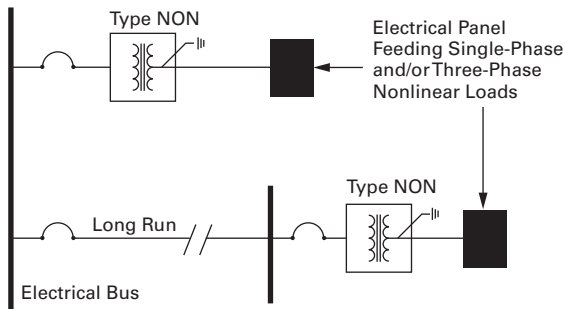 Type NON
Electrical Panel
Feeding Single-Phase
and/or Three-Phase
Nonlinear Loads
Type NON
Long Run
Electrical Bus